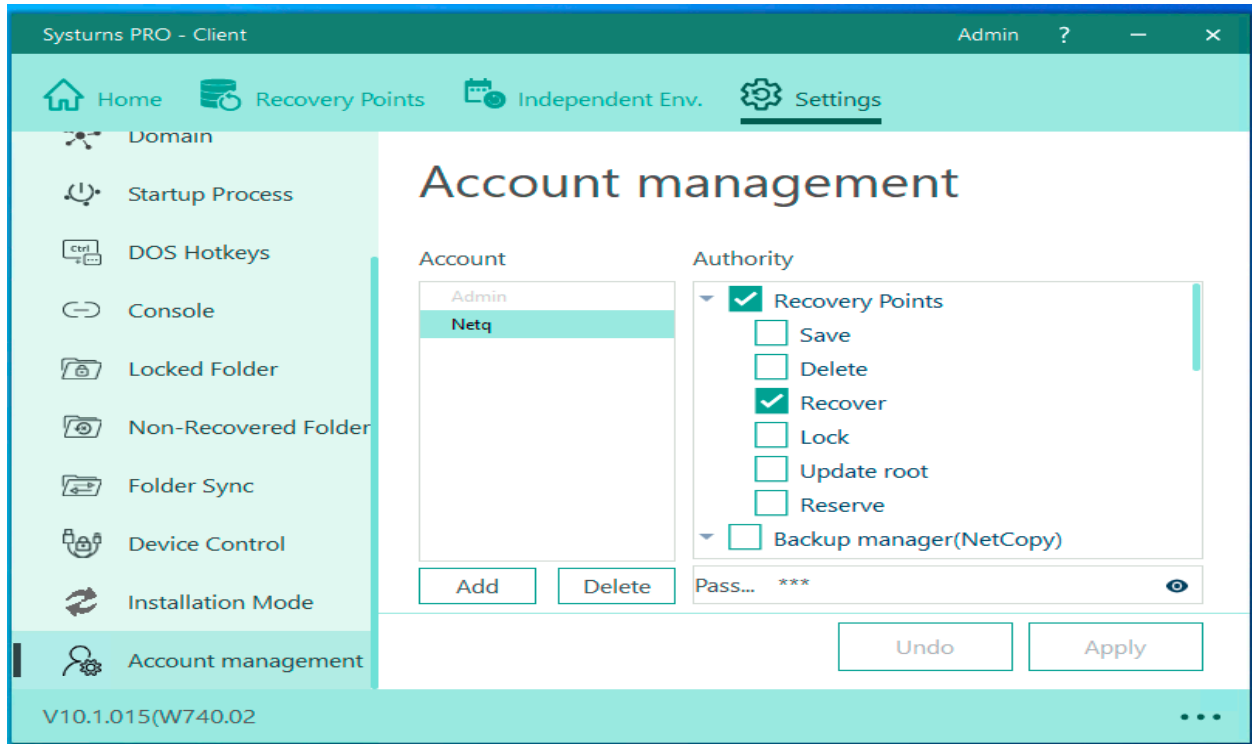 Systurns PRO - Client Admin ?
Home Recovery Points Independent Env. Settings
Domain
Startup Process
Ctrl
DOS Hotkeys
Console
Locked Folder
Non-Recovered Folder
Folder Sync
Device Control
Installation Mode
Account management
Account management
Account
Admin
Netq
Add Delete
Authority
Recovery Points
Save
Delete
Recover
Lock
Update root
Reserve
Backup manager(NetCopy)
Pass... ***
Undo Apply
V10.1.015(W740.02